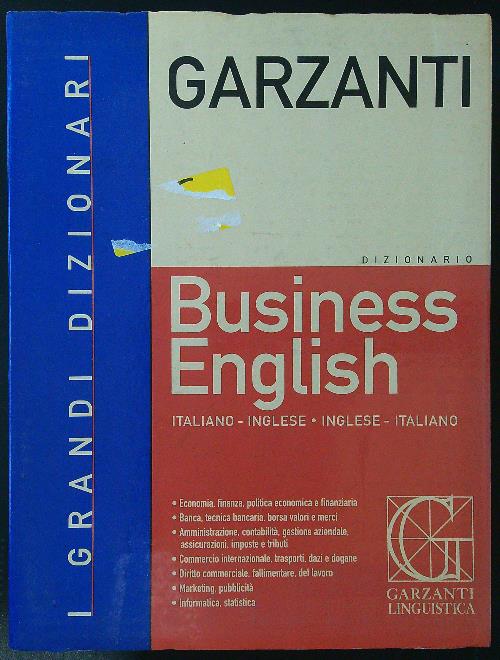 I GRANDI DIZIONARI
GARZANTI
DIZIONARIO
Business
English
ITALIANO - INGLESE • INGLESE - ITALIANO
• Economia, finanza, politica economica e finanziaria
• Banca, tecnica bancaria, borsa valori e merci
• Amministrazione, contabilità, gestione aziendale,
assicurazioni, imposte e tributi
• Commercio internazionale, trasporti, dazi e dogane
• Diritto commerciale, fallimentare, del lavoro
• Marketing, pubblicità
• Informatica, statistica
G
GARZANTI
LINGUISTICA